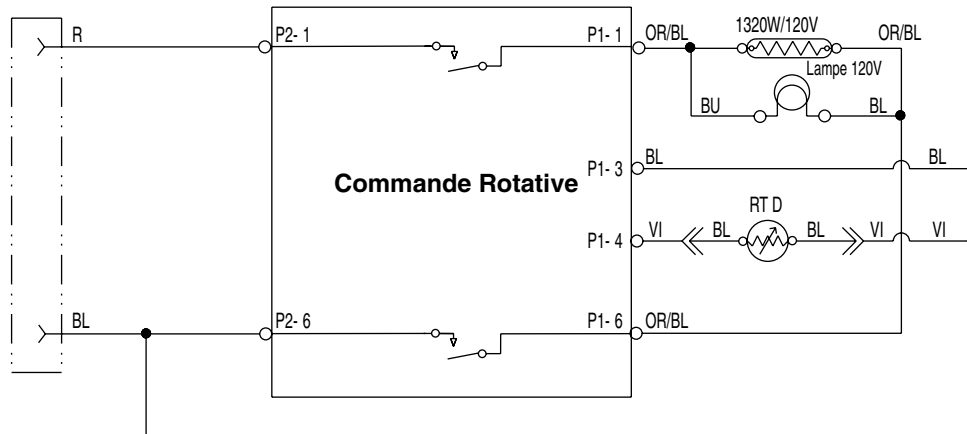 R P2- 1 P1- 1 OR/BL 1320W/120V OR/BL
Lampe 120V
BU BL
P1- 3 BL BL
Commande Rotative
RT D
P1- 4 VI BL BL VI VI
BL P2- 6 P1- 6 OR/BL